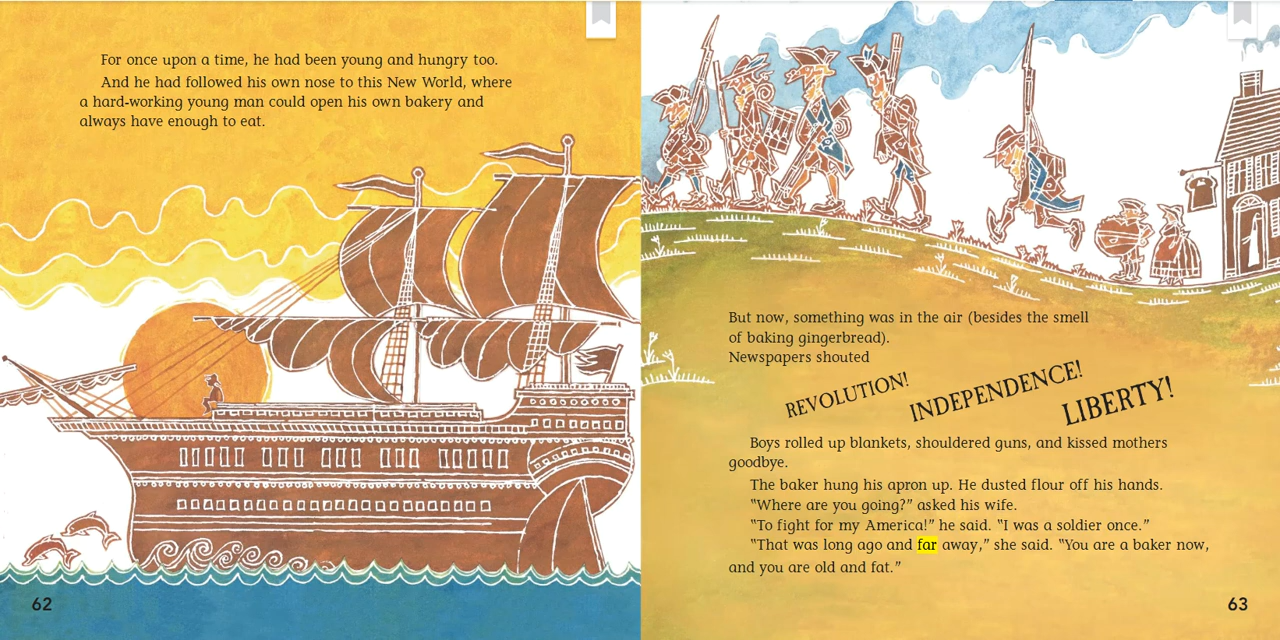 For once upon a time, he had been young and hungry too.
And he had followed his own nose to this New World, where
a hard-working young man could open his own bakery and
always have enough to eat.
62
But now, something was in the air (besides the smell
of baking gingerbread).
Newspapers shouted
REVOLUTION!
INDEPENDENCE!
LIBERTY!
Boys rolled up blankets, shouldered guns, and kissed mothers
goodbye.
The baker hung his apron up. He dusted flour off his hands.
“Where are you going?” asked his wife.
“To fight for my America!” he said. “I was a soldier once.”
“That was long ago and far away,” she said. “You are a baker now,
and you are old and fat.”
63